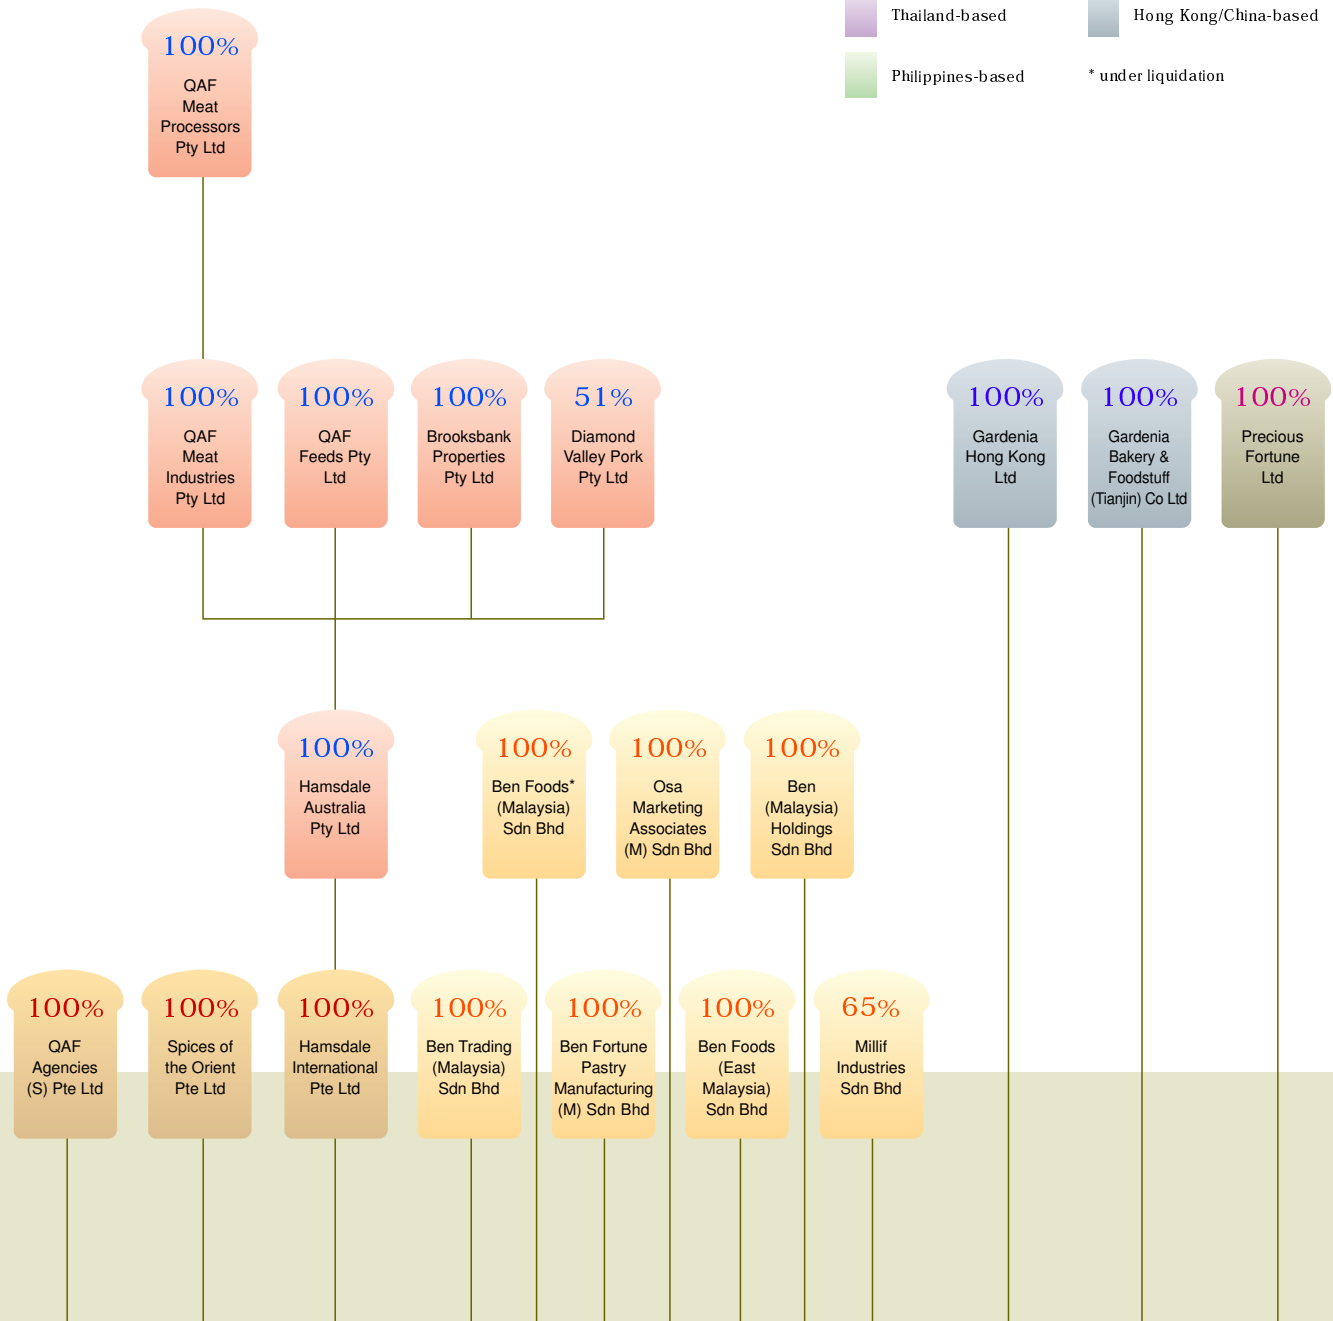 Thailand-based
Hong Kong/China-based
Philippines-based
* under liquidation
100%
QAF
Meat
Processors
Pty Ltd
100%
QAF
Meat
Industries
Pty Ltd
100%
QAF
Feeds Pty
Ltd
100%
Brooksbank
Properties
Pty Ltd
51%
Diamond
Valley Pork
Pty Ltd
100%
Gardenia
Hong Kong
Ltd
100%
Gardenia
Bakery &
Foodstuff
(Tianjin) Co Ltd
100%
Precious
Fortune
Ltd
100%
Hamsdale
Australia
Pty Ltd
100%
Ben Foods*
(Malaysia)
Sdn Bhd
100%
Osa
Marketing
Associates
(M) Sdn Bhd
100%
Ben
(Malaysia)
Holdings
Sdn Bhd
100%
QAF
Agencies
(S) Pte Ltd
100%
Spices of
the Orient
Pte Ltd
100%
Hamsdale
International
Pte Ltd
100%
Ben Trading
(Malaysia)
Sdn Bhd
100%
Ben Fortune
Pastry
Manufacturing
(M) Sdn Bhd
100%
Ben Foods
(East
Malaysia)
Sdn Bhd
65%
Millif
Industries
Sdn Bhd